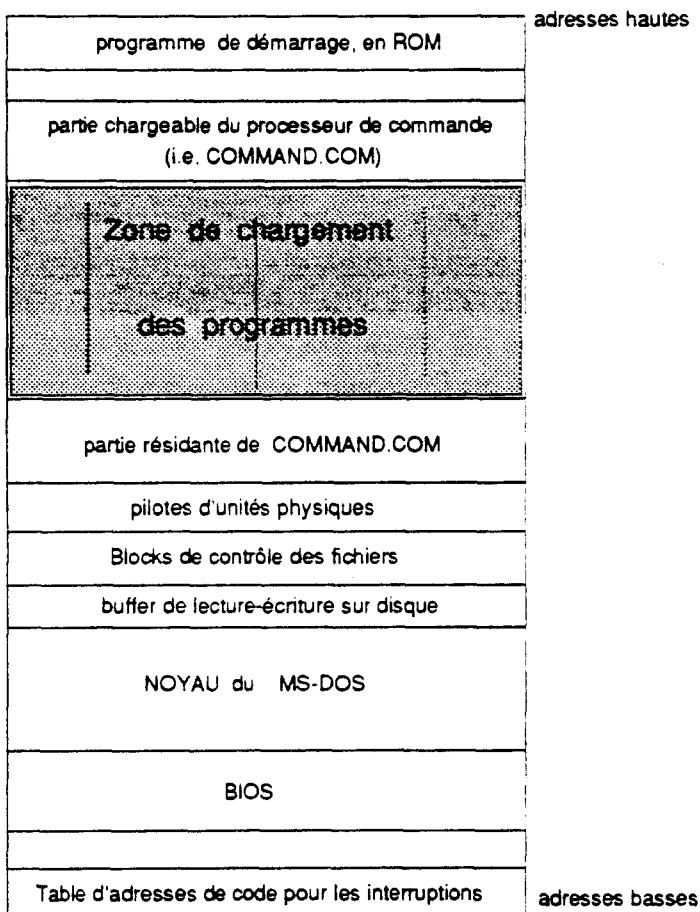 adresses hautes
programme de démarrage, en ROM
partie chargeable du processeur de commande
(i.e. COMMAND.COM)
Zone de chargement
des programmes
partie résidante de COMMAND.COM
pilotes d'unités physiques
Blocks de contrôle des fichiers
buffer de lecture-écriture sur disque
NOYAU du MS-DOS
BIOS
Table d'adresses de code pour les interruptions
adresses basses